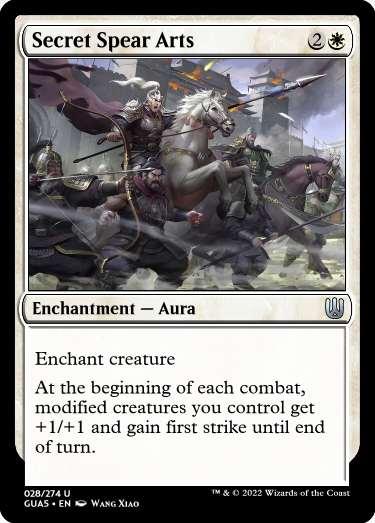 Secret Spear Arts 2
Enchantment — Aura
Enchant creature
At the beginning of each combat,
modified creatures you control get
+1/+1 and gain first strike until end
of turn.
028/274 U
GUA5 • EN Wang Xiao
™ & © 2022 Wizards of the Coast